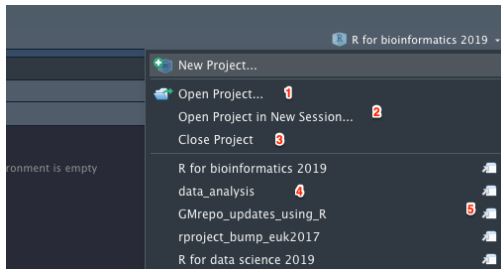 R for bioinformatics 2019
New Project...
Open Project... 1
Open Project in New Session... 2
Close Project 3
ronment is empty
R for bioinformatics 2019
data_analysis 4
GMrepo_updates_using_R 5
rproject_bump_euk2017
R for data science 2019